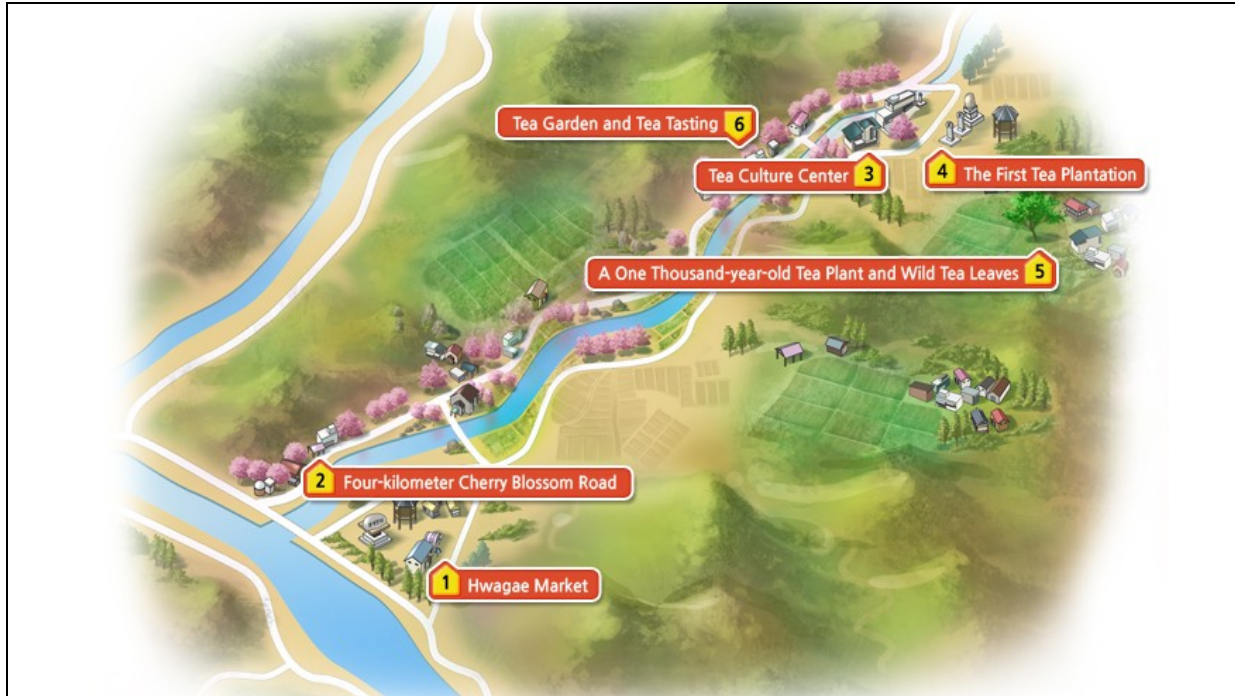 Tea Garden and Tea Tasting 6
Tea Culture Center 3
4 The First Tea Plantation
A One Thousand-year-old Tea Plant and Wild Tea Leaves 5
2 Four-kilometer Cherry Blossom Road
1 Hwagae Market